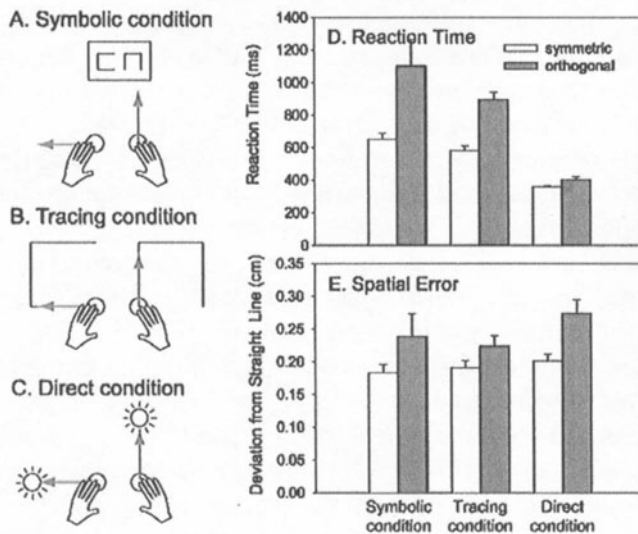 A. Symbolic condition
B. Tracing condition
C. Direct condition
D. Reaction Time
symmetric
orthogonal
Reaction Time (ms)
1400
1200
1000
800
600
400
200
0
E. Spatial Error
Deviation from Straight Line (cm)
0.35
0.30
0.25
0.20
0.15
0.10
0.05
0.00
Symbolic Tracing Direct
condition condition condition